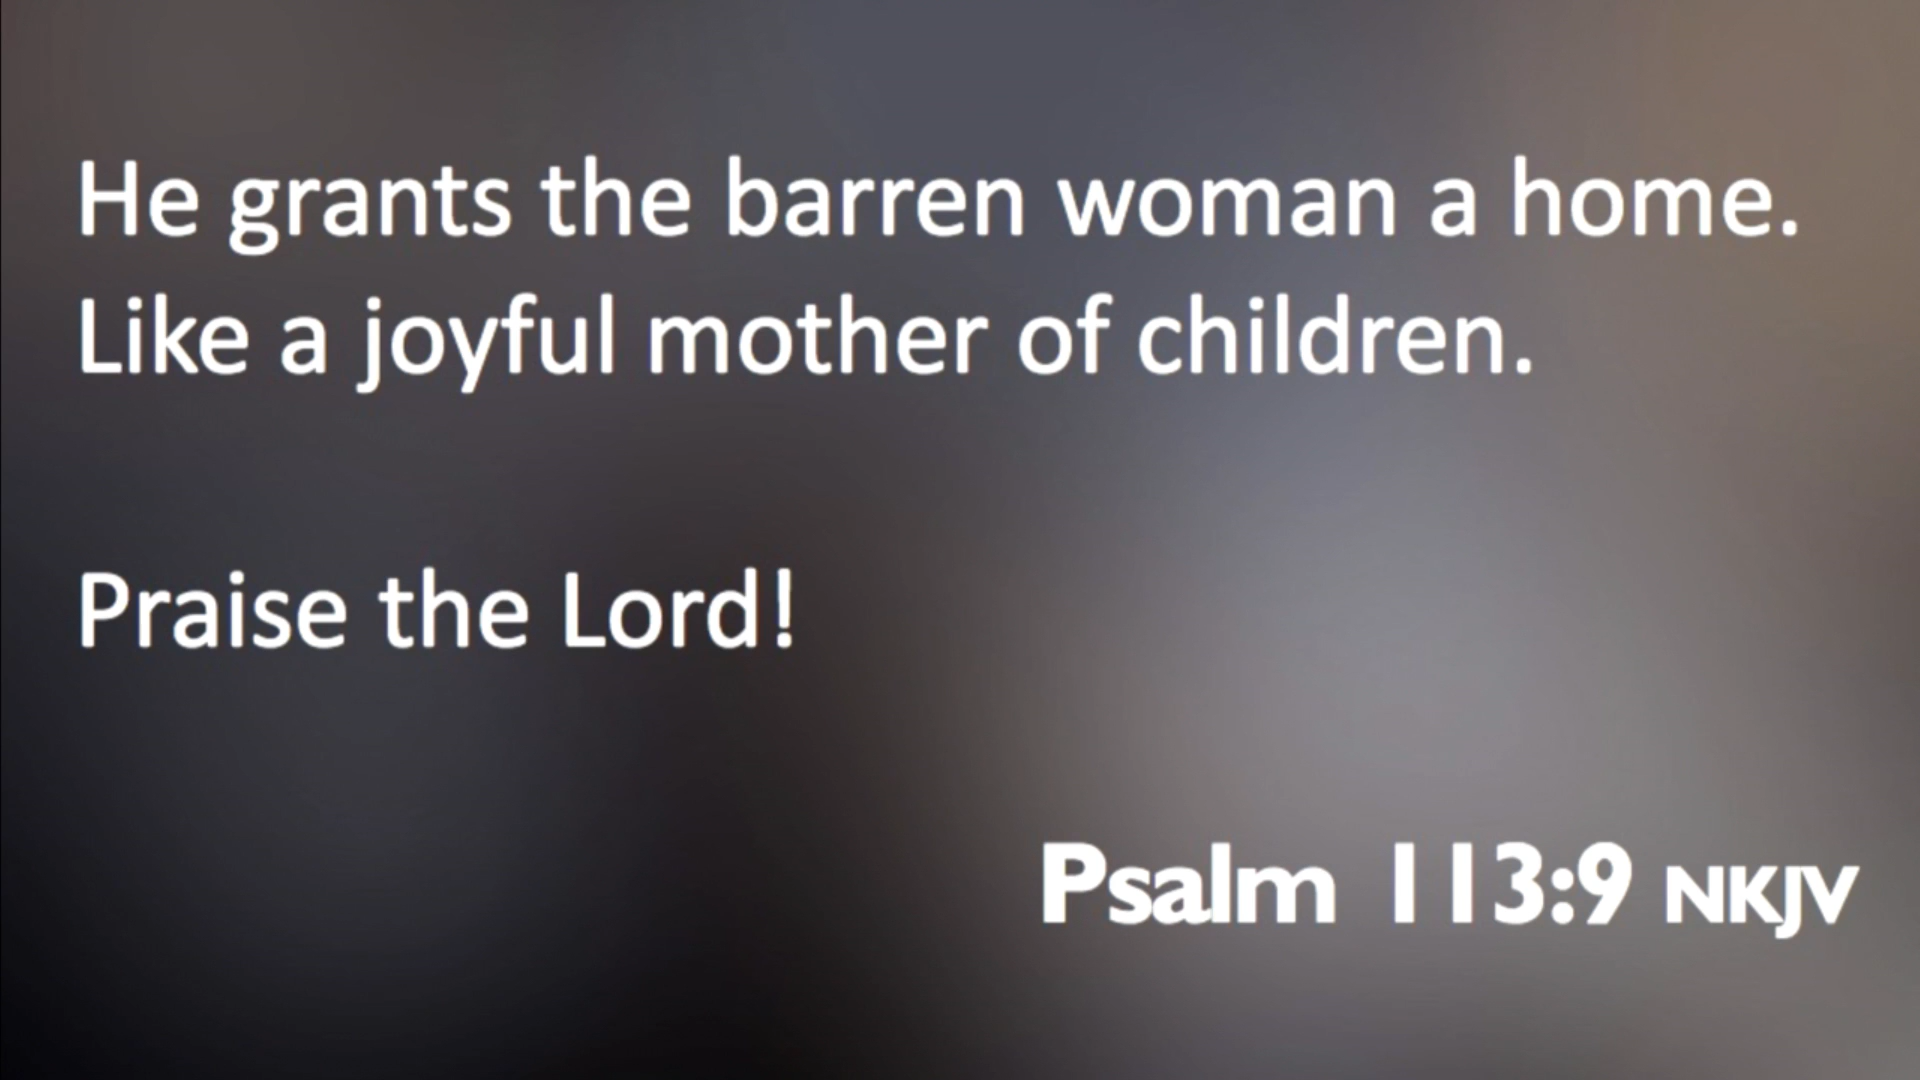 He grants the barren woman a home.
Like a joyful mother of children.
Praise the Lord!
Psalm 113:9 NKJV